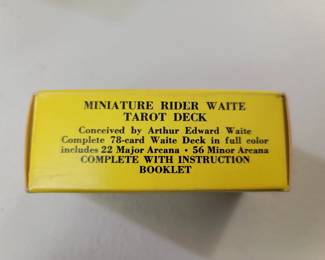 MINIATURE RIDER WAITE
TAROT DECK
Conceived by Arthur Edward Waite
Complete 78-card Waite Deck in full color
includes 22 Major Arcana • 56 Minor Arcana
COMPLETE WITH INSTRUCTION
BOOKLET